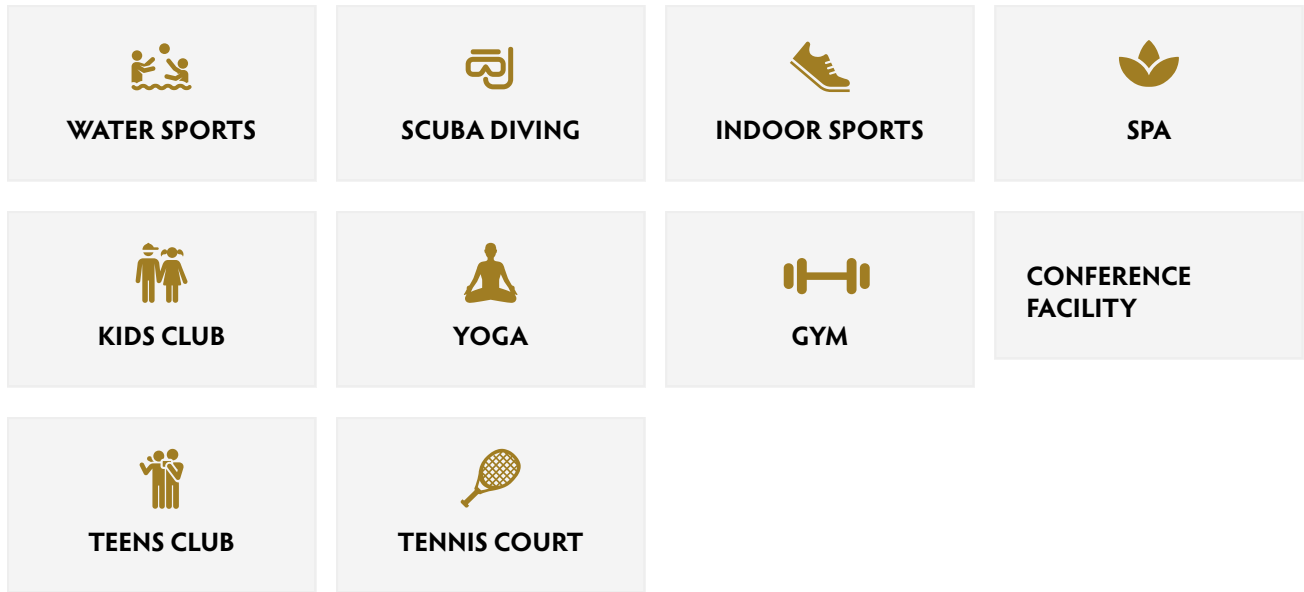 WATER SPORTS
SCUBA DIVING
INDOOR SPORTS
SPA
KIDS CLUB
YOGA
GYM
CONFERENCE
FACILITY
TEENS CLUB
TENNIS COURT